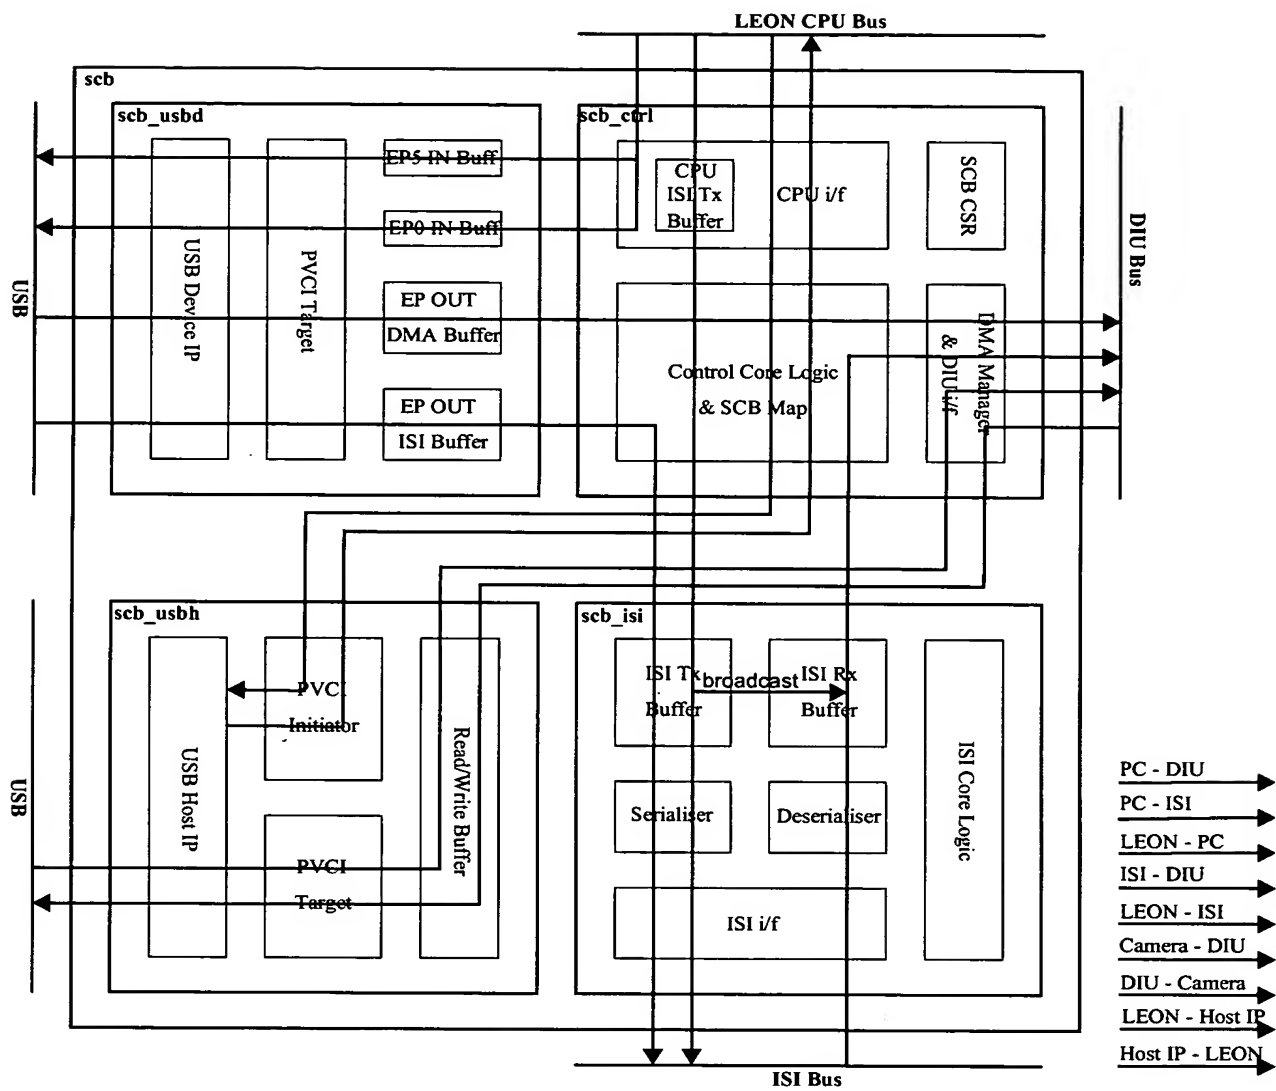 LEON CPU Bus
scb
scb_usbd
scb_ctrl
EP5 IN Buff
EP0 IN Buff
EP OUT
DMA Buffer
EP OUT
ISI Buffer
USB Device IP
PVCI Target
USB
CPU
ISI Tx
Buffer
CPU i/f
SCB CSR
Control Core Logic
& SCB Map
DMA Manager
& DIU i/f
DIU Bus
scb_usbh
scb_isi
USB
USB Host IP
PVCI
Initiator
PVCI
Target
Read/Write Buffer
ISI Tx
Buffer
broadcast
ISI Rx
Buffer
Serialiser
Deserialiser
ISI i/f
ISI Core Logic
ISI Bus
PC - DIU
PC - ISI
LEON - PC
ISI - DIU
LEON - ISI
Camera - DIU
DIU - Camera
LEON - Host IP
Host IP - LEON